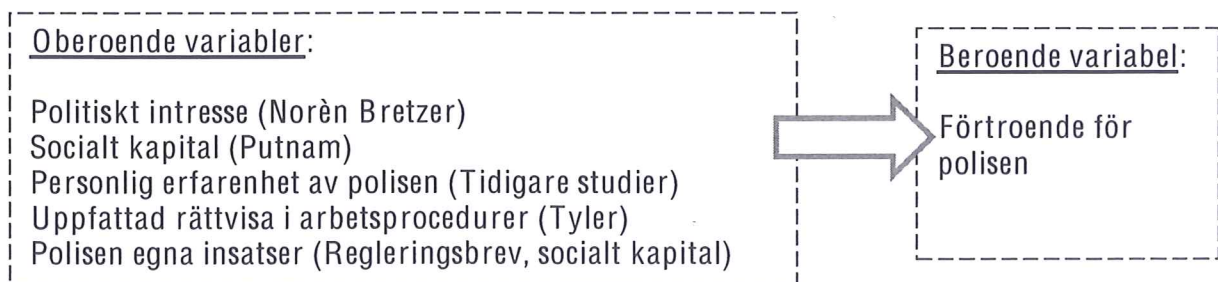 Oberoende variabler:
Politiskt intresse (Norèn Bretzer)
Socialt kapital (Putnam)
Personlig erfarenhet av polisen (Tidigare studier)
Uppfattad rättvisa i arbetsprocedurer (Tyler)
Polisen egna insatser (Regleringsbrev, socialt kapital)
Beroende variabel:
Förtroende för
polisen